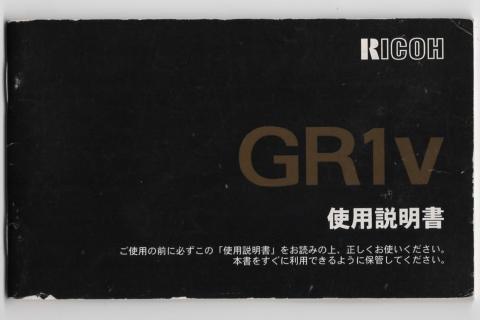 RICOH
GR1v
使用説明書
ご使用の前に必ずこの「使用説明書」をお読みの上、正しくお使いください。
本書をすぐに利用できるように保管してください。